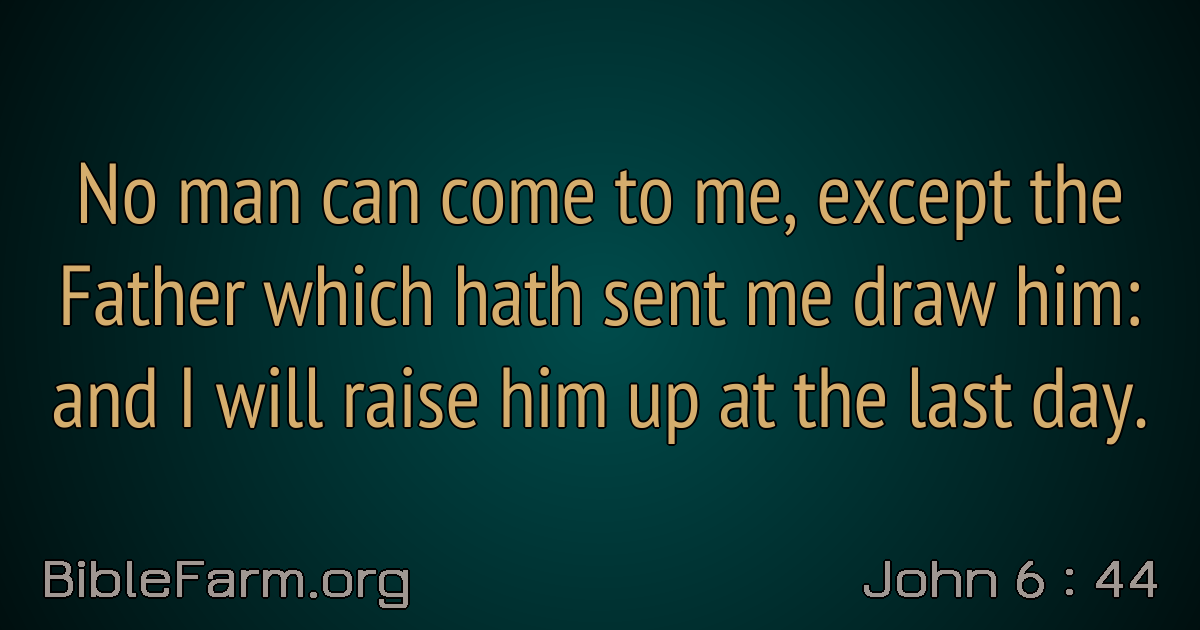 No man can come to me, except the
Father which hath sent me draw him:
and I will raise him up at the last day.
BibleFarm.org
John 6 : 44